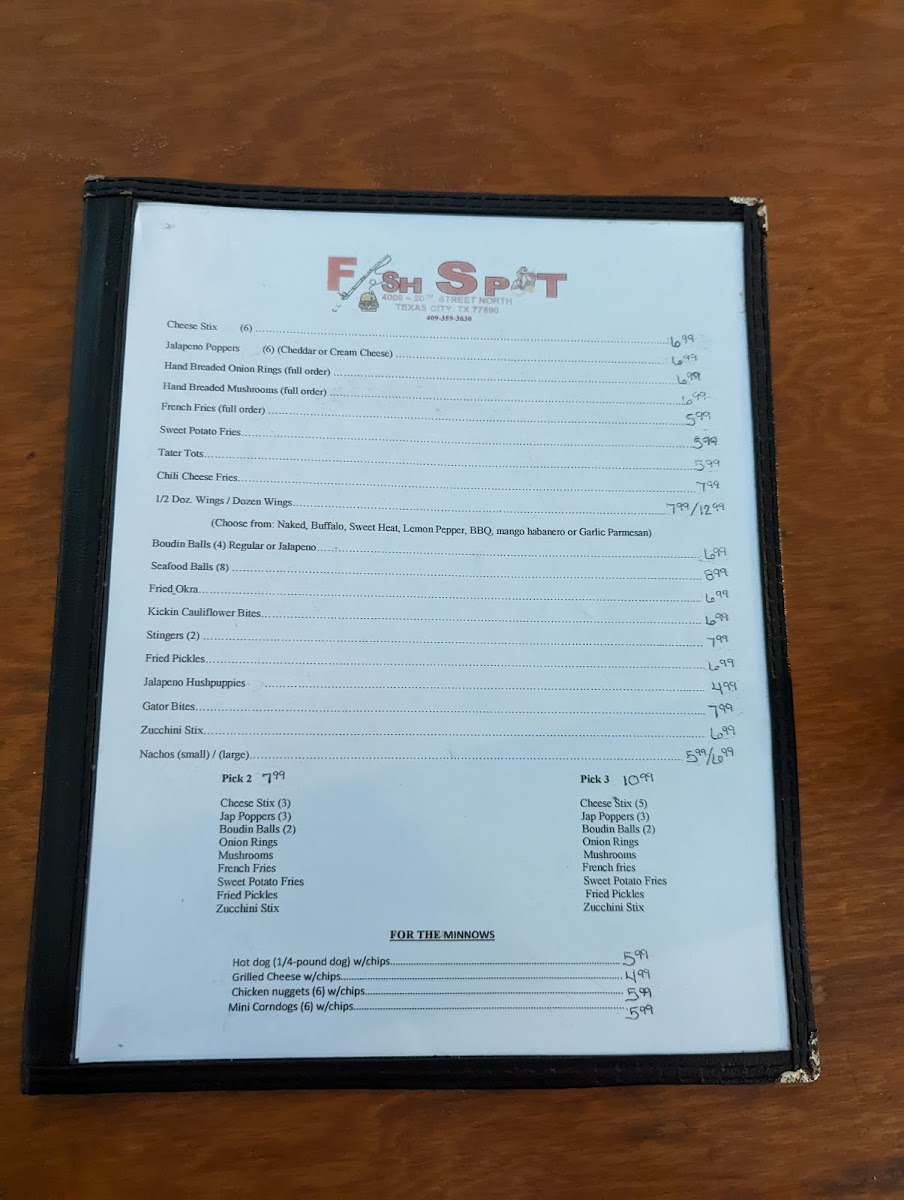 FISH SPOT
4006 – 20TH STREET NORTH
TEXAS CITY, TX 77590
409-359-3630
Cheese Stix (6) 6.99
Jalapeno Poppers (6) (Cheddar or Cream Cheese) 6.99
Hand Breaded Onion Rings (full order) 6.99
Hand Breaded Mushrooms (full order) 6.99
French Fries (full order) 5.99
Sweet Potato Fries 5.99
Tater Tots 5.99
Chili Cheese Fries 7.99
1/2 Doz. Wings / Dozen Wings 7.99/12.99
(Choose from: Naked, Buffalo, Sweet Heat, Lemon Pepper, BBQ, mango habanero or Garlic Parmesan)
Boudin Balls (4) Regular or Jalapeno 6.99
Seafood Balls (8) 8.99
Fried Okra 6.99
Kickin Cauliflower Bites 6.99
Stingers (2) 7.99
Fried Pickles 6.99
Jalapeno Hushpuppies 4.99
Gator Bites 7.99
Zucchini Stix 6.99
Nachos (small) / (large) 5.99/6.99
Pick 2 7.99
Cheese Stix (3)
Jap Poppers (3)
Boudin Balls (2)
Onion Rings
Mushrooms
French Fries
Sweet Potato Fries
Fried Pickles
Zucchini Stix
Pick 3 10.99
Cheese Stix (5)
Jap Poppers (3)
Boudin Balls (2)
Onion Rings
Mushrooms
French fries
Sweet Potato Fries
Fried Pickles
Zucchini Stix
FOR THE MINNOWS
Hot dog (1/4-pound dog) w/chips 5.99
Grilled Cheese w/chips 4.99
Chicken nuggets (6) w/chips 5.99
Mini Corndogs (6) w/chips 5.99